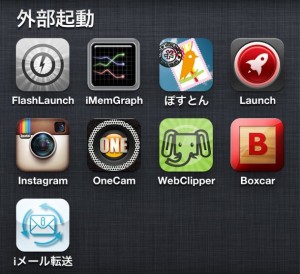 外部起動
FlashLaunch
iMemGraph
ぽすとん
Launch
ONE
B
Instagram
OneCam
WebClipper
Boxcar
iメール転送